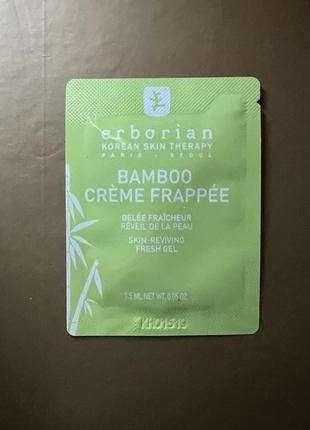 erborian
KOREAN SKIN THERAPY
PARIS - SEOUL
BAMBOO
CRÈME FRAPPÉE
GELÉE FRAÎCHEUR
RÉVEIL DE LA PEAU
SKIN-REVIVING
FRESH GEL
1.5 ML NET WT. 0.05 OZ.